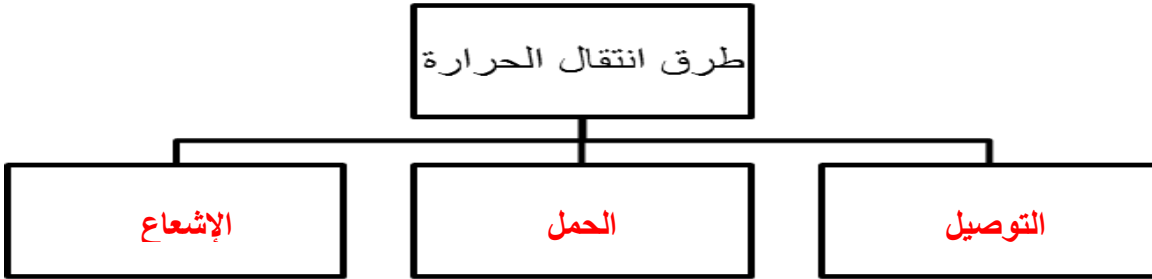 طرق انتقال الحرارة
التوصيل
الحمل
الإشعاع